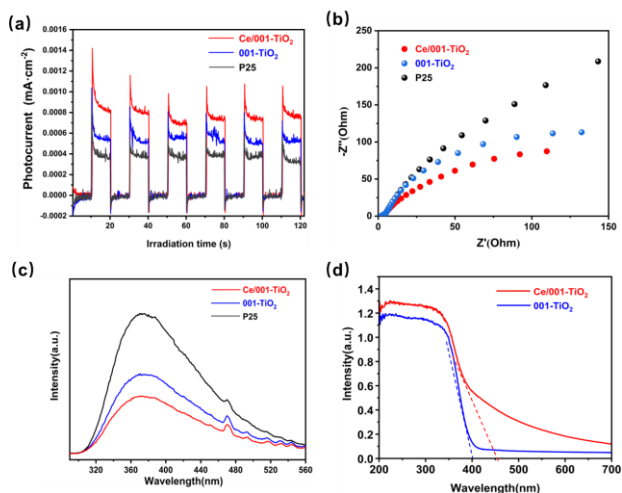 (a)
Photocurrent (mA·cm⁻²)
0.0016
0.0014
0.0012
0.0010
0.0008
0.0006
0.0004
0.0002
0.0000
-0.0002
Ce/001-TiO₂
001-TiO₂
P25
0 20 40 60 80 100 120
Irradiation time (s)
(b)
-Z''(Ohm)
250
200
150
100
50
0
Ce/001-TiO₂
001-TiO₂
P25
0 50 100 150
Z'(Ohm)
(c)
Intensity(a.u.)
Ce/001-TiO₂
001-TiO₂
P25
320 360 400 440 480 520 560
Wavelength(nm)
(d)
Intensity(a.u.)
1.4
1.2
1.0
0.8
0.6
0.4
0.2
0.0
Ce/001-TiO₂
001-TiO₂
200 300 400 500 600 700
Wavelength(nm)